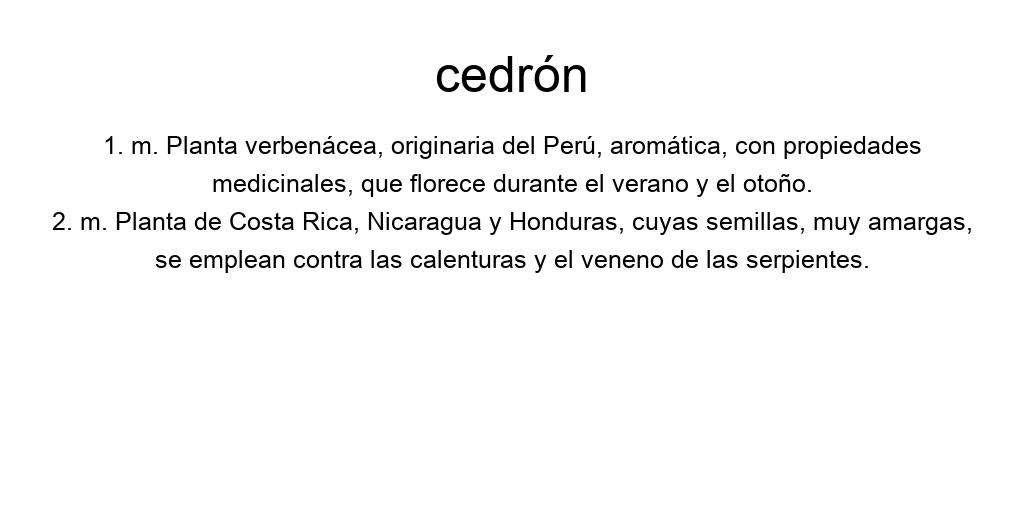 cedrón
1. m. Planta verbenácea, originaria del Perú, aromática, con propiedades
medicinales, que florece durante el verano y el otoño.
2. m. Planta de Costa Rica, Nicaragua y Honduras, cuyas semillas, muy amargas,
se emplean contra las calenturas y el veneno de las serpientes.